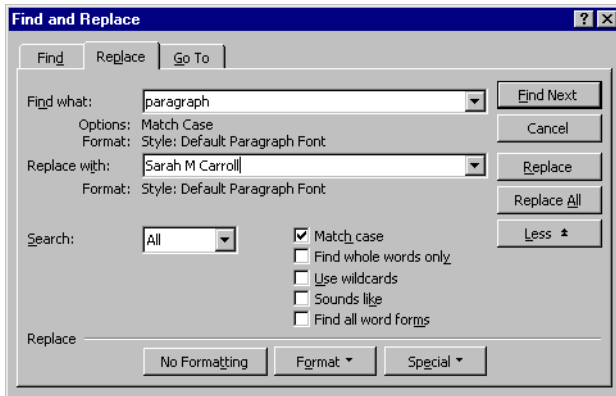 Find and Replace
Find Replace Go To
Find what: paragraph Find Next
Options: Match Case Cancel
Format: Style: Default Paragraph Font
Replace with: Sarah M Carroll Replace
Format: Style: Default Paragraph Font
Replace All
Search: All Match case Less
Find whole words only
Use wildcards
Sounds like
Find all word forms
Replace
No Formatting Format Special